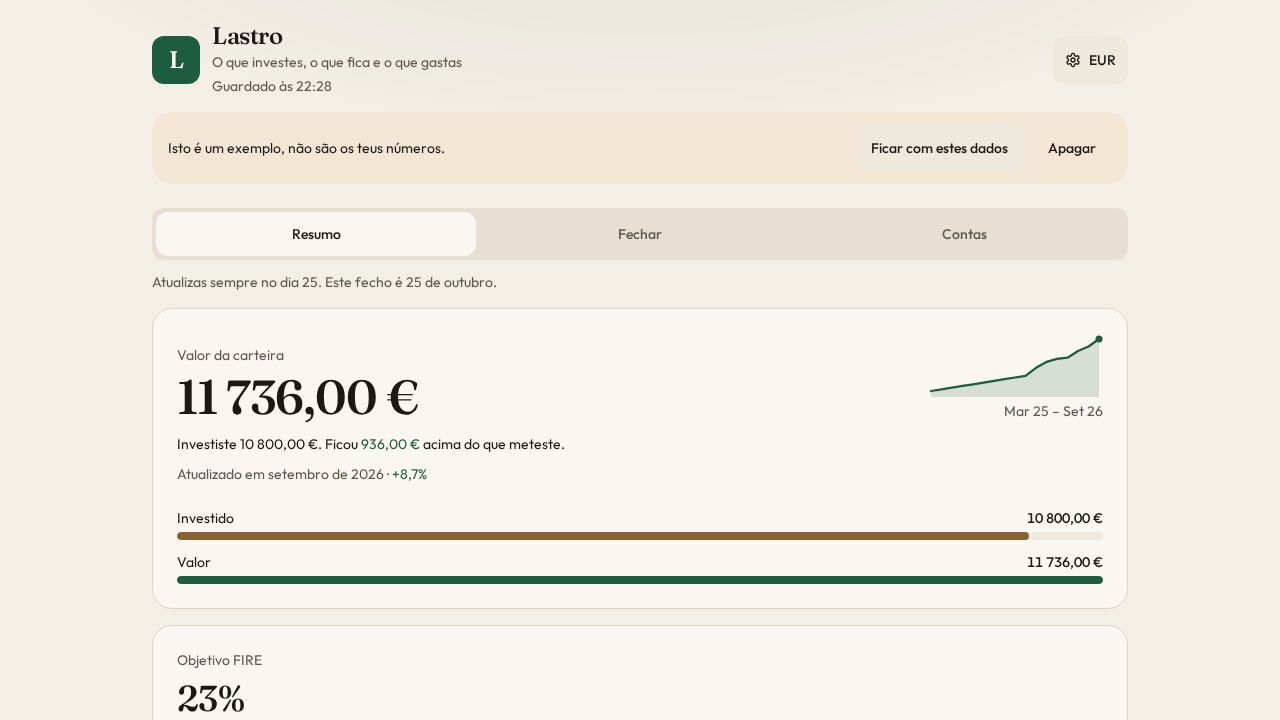 L
Lastro
O que investes, o que fica e o que gastas
Guardado às 22:28
EUR
Isto é um exemplo, não são os teus números.
Ficar com estes dados
Apagar
Resumo
Fechar
Contas
Atualizas sempre no dia 25. Este fecho é 25 de outubro.
Valor da carteira
11 736,00 €
Mar 25 – Set 26
Investiste 10 800,00 €. Ficou 936,00 € acima do que meteste.
Atualizado em setembro de 2026 · +8,7%
Investido
10 800,00 €
Valor
11 736,00 €
Objetivo FIRE
23%